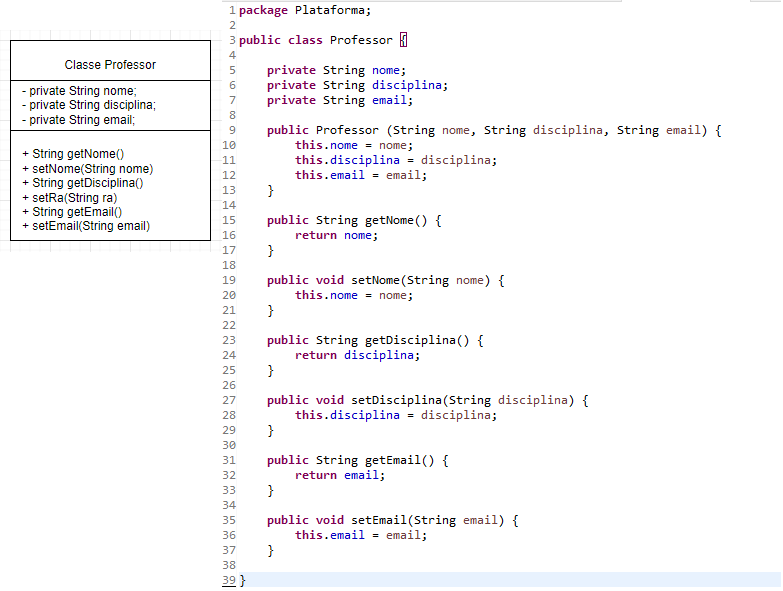 Classe Professor
- private String nome;
- private String disciplina;
- private String email;
+ String getNome()
+ setNome(String nome)
+ String getDisciplina()
+ setRa(String ra)
+ String getEmail()
+ setEmail(String email)
1 package Plataforma;
2
3 public class Professor {
4
5 private String nome;
6 private String disciplina;
7 private String email;
8
9 public Professor (String nome, String disciplina, String email) {
10 this.nome = nome;
11 this.disciplina = disciplina;
12 this.email = email;
13 }
14
15 public String getNome() {
16 return nome;
17 }
18
19 public void setNome(String nome) {
20 this.nome = nome;
21 }
22
23 public String getDisciplina() {
24 return disciplina;
25 }
26
27 public void setDisciplina(String disciplina) {
28 this.disciplina = disciplina;
29 }
30
31 public String getEmail() {
32 return email;
33 }
34
35 public void setEmail(String email) {
36 this.email = email;
37 }
38
39 }